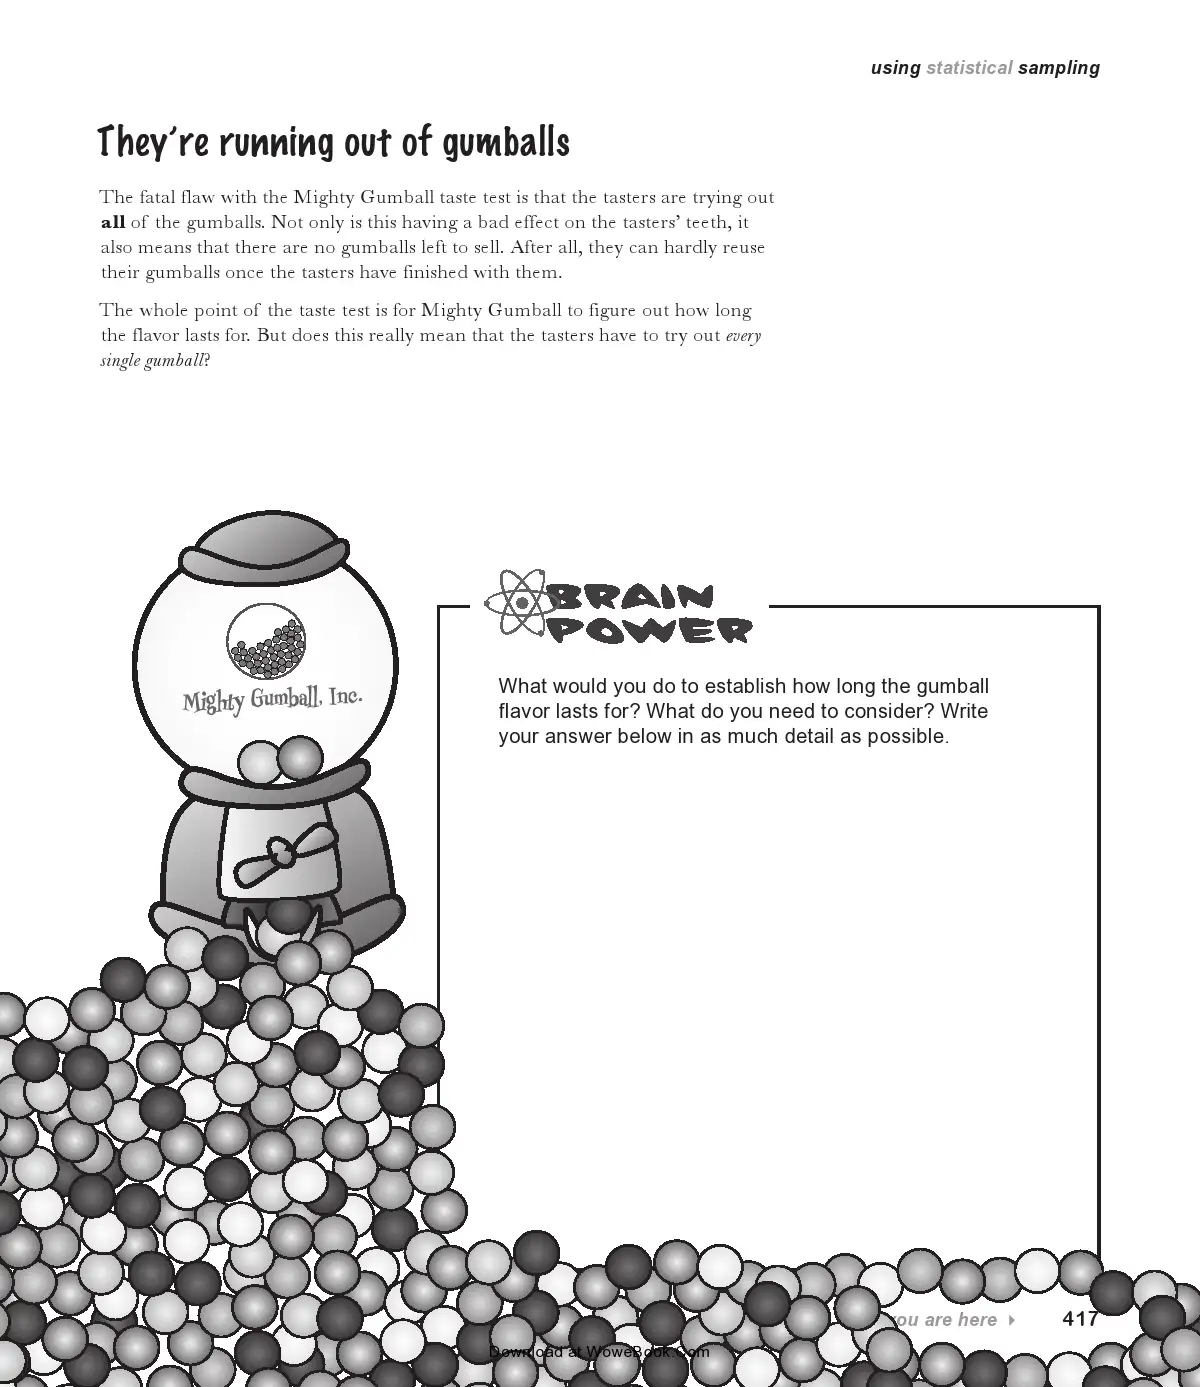 using statistical sampling
They're running out of gumballs
The fatal flaw with the Mighty Gumball taste test is that the tasters are trying out
all of the gumballs. Not only is this having a bad effect on the tasters' teeth, it
also means that there are no gumballs left to sell. After all, they can hardly reuse
their gumballs once the tasters have finished with them.
The whole point of the taste test is for Mighty Gumball to figure out how long
the flavor lasts for. But does this really mean that the tasters have to try out every
single gumball?
Mighty Gumball, Inc.
BRAIN
POWER
What would you do to establish how long the gumball
flavor lasts for? What do you need to consider? Write
your answer below in as much detail as possible.
you are here 417
Download at WoweBook.Com